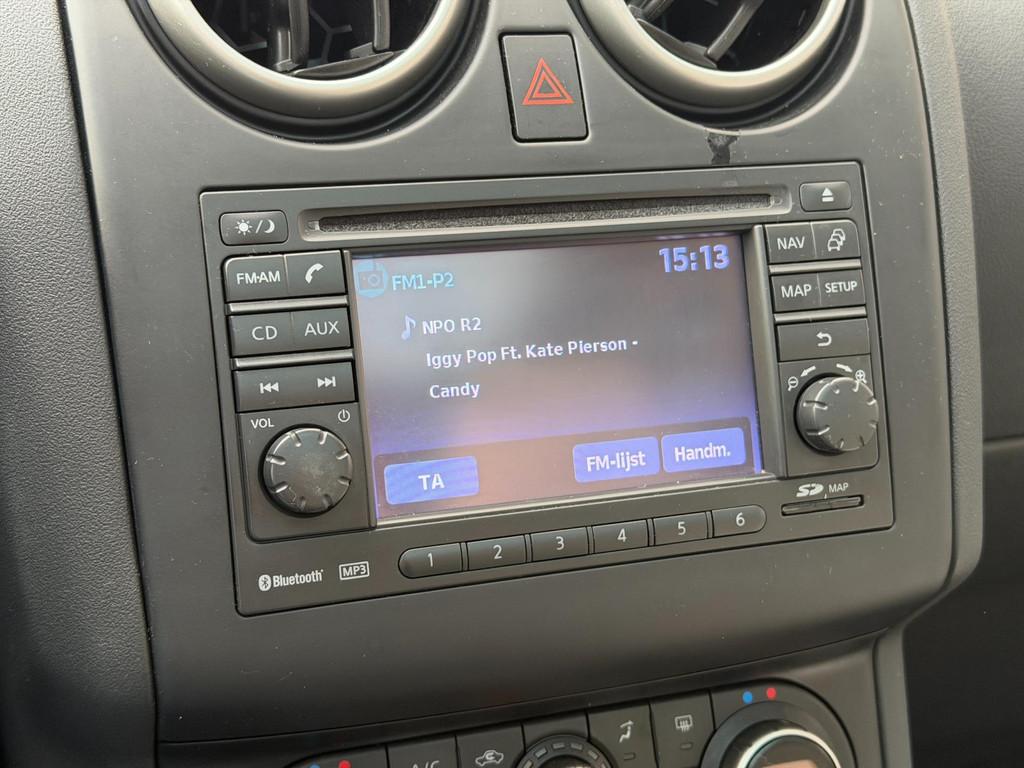 FM·AM
CD AUX
VOL
15:13
FM1-P2
NPO R2
Iggy Pop Ft. Kate Pierson -
Candy
TA FM-lijst Handm.
NAV
MAP SETUP
SD MAP
1 2 3 4 5 6
Bluetooth MP3
A/C